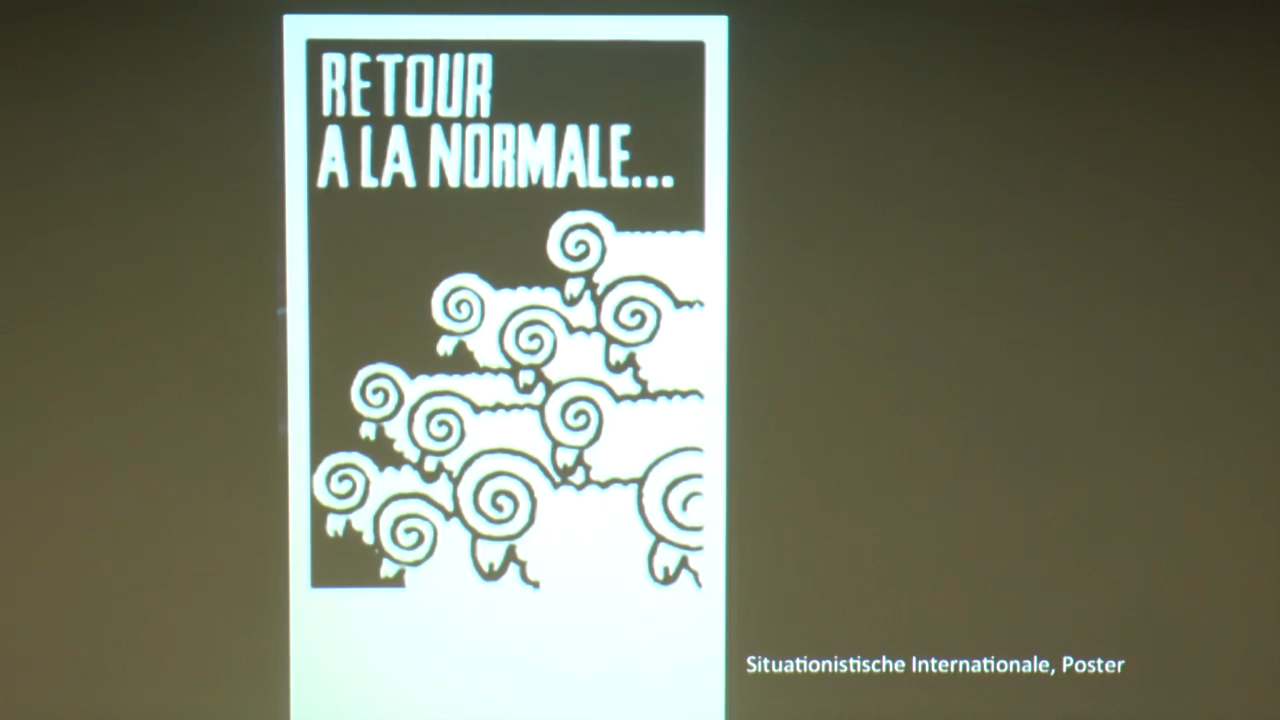 RETOUR
A LA NORMALE...
Situationistische Internationale, Poster